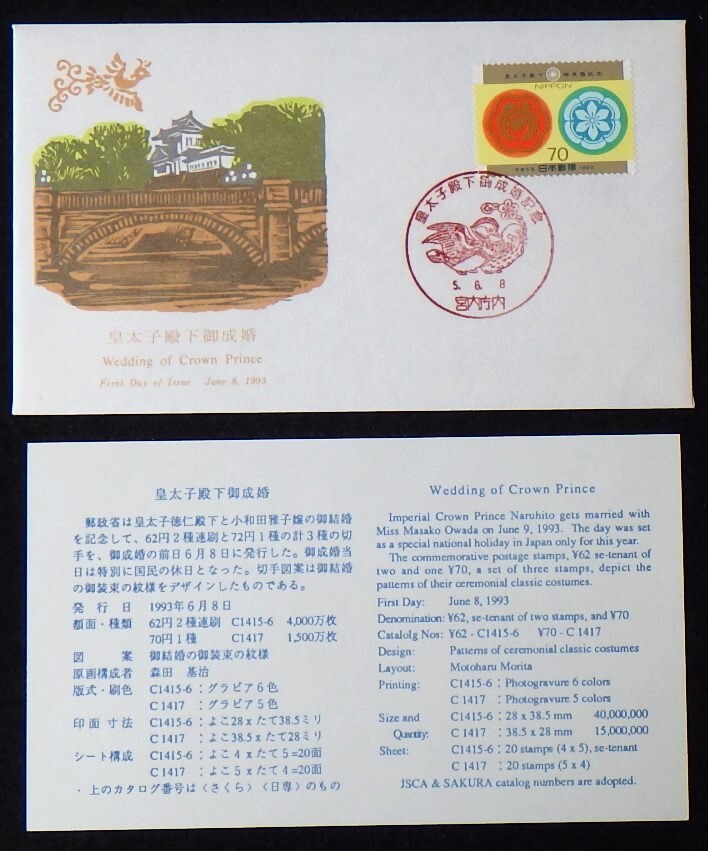 皇太子殿下 御成婚記念
NIPPON
70
日本郵便 1993
皇太子殿下御成婚記念
5. 6. 8
宮内庁内
皇太子殿下御成婚
Wedding of Crown Prince
First Day of Issue June 8, 1993
皇太子殿下御成婚
郵政省は皇太子徳仁殿下と小和田雅子嬢の御結婚
を記念して、62円2種連刷と72円1種の計3種の切
手を、御成婚の前日6月8日に発行した。御成婚当
日は特別に国民の休日となった。切手図案は御結婚
の御装束の紋様をデザインしたものである。
発行日 1993年6月8日
額面・種類 62円2種連刷 C1415-6 4,000万枚
70円1種 C1417 1,500万枚
図案 御結婚の御装束の紋様
原画構成者 森田 基治
版式・刷色 C1415-6：グラビア6色
C1417：グラビア5色
印面寸法 C1415-6：よこ28xたて38.5ミリ
C1417：よこ38.5xたて28ミリ
シート構成 C1415-6：よこ4xたて5=20面
C1417：よこ5xたて4=20面
・上のカタログ番号は〈さくら〉〈日専〉のもの
Wedding of Crown Prince
Imperial Crown Prince Naruhito gets married with
Miss Masako Owada on June 9, 1993. The day was set
as a special national holiday in Japan only for this year.
The commemorative postage stamps, ¥62 se-tenant of
two and one ¥70, a set of three stamps, depict the
patterns of their ceremonial classic costumes.
First Day: June 8, 1993
Denomination: ¥62, se-tenant of two stamps, and ¥70
Catalolg Nos: ¥62 - C1415-6 ¥70 - C 1417
Design: Patterns of ceremonial classic costumes
Layout: Motoharu Morita
Printing: C1415-6 : Photogravure 6 colors
C 1417 : Photogravure 5 colors
Size and C1415-6 : 28 x 38.5 mm 40,000,000
Quantity: C 1417 : 38.5 x 28 mm 15,000,000
Sheet: C1415-6 : 20 stamps (4 x 5), se-tenant
C 1417 : 20 stamps (5 x 4)
JSCA & SAKURA catalog numbers are adopted.